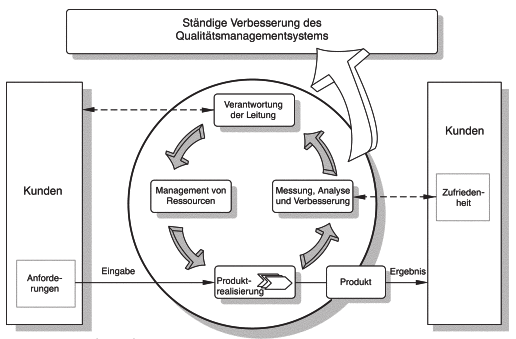 Ständige Verbesserung des
Qualitätsmanagementsystems
Kunden
Anforde-
rungen
Eingabe
Verantwortung
der Leitung
Management von
Ressourcen
Messung, Analyse
und Verbesserung
Produkt-
realisierung
Produkt
Ergebnis
Kunden
Zufrieden-
heit